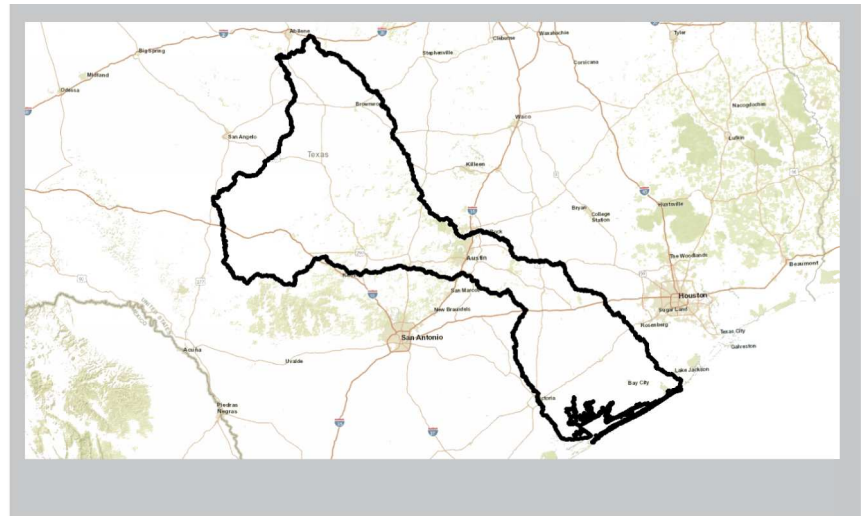 Abilene
Tyler
Cleburne
Waxahachie
Big Spring
Stephenville
Corsicana
Midland
Odessa
Nacogdoches
Waco
San Angelo
Lufkin
Texas
Killeen
Huntsville
Bryan
College
Station
The Woodlands
Austin
Beaumont
San Marcos
Houston
New Braunfels
Sugar Land
Rosenberg
Texas City
San Antonio
Galveston
Acuña
Uvalde
Lake Jackson
Bay City
Piedras
Negras